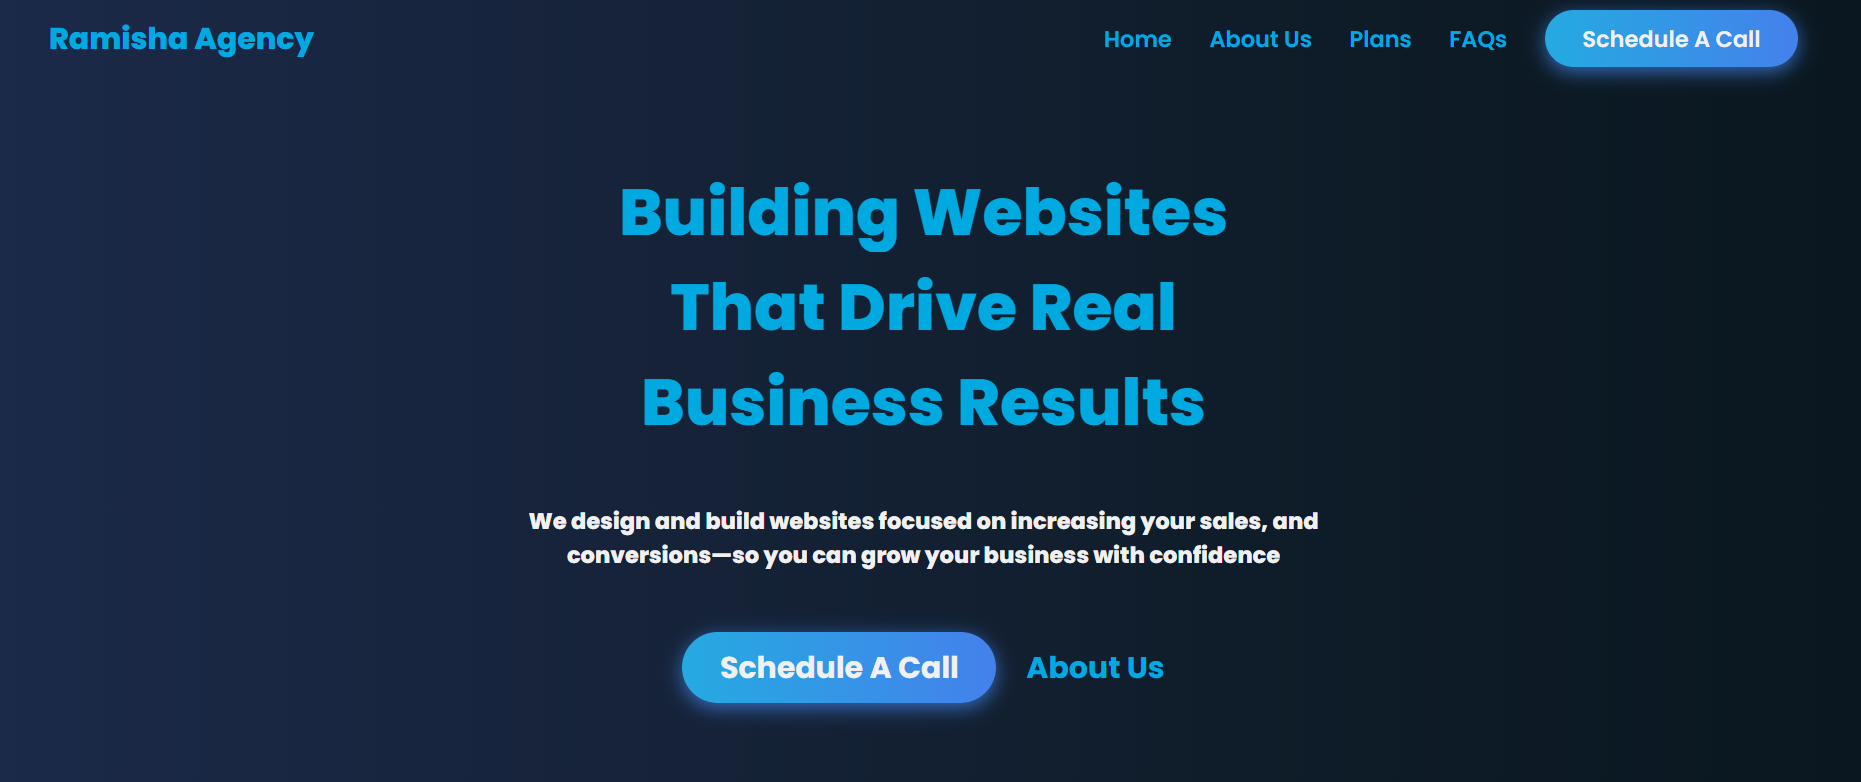 Ramisha Agency
Home
About Us
Plans
FAQs
Schedule A Call
Building Websites
That Drive Real
Business Results
We design and build websites focused on increasing your sales, and
conversions—so you can grow your business with confidence
Schedule A Call
About Us